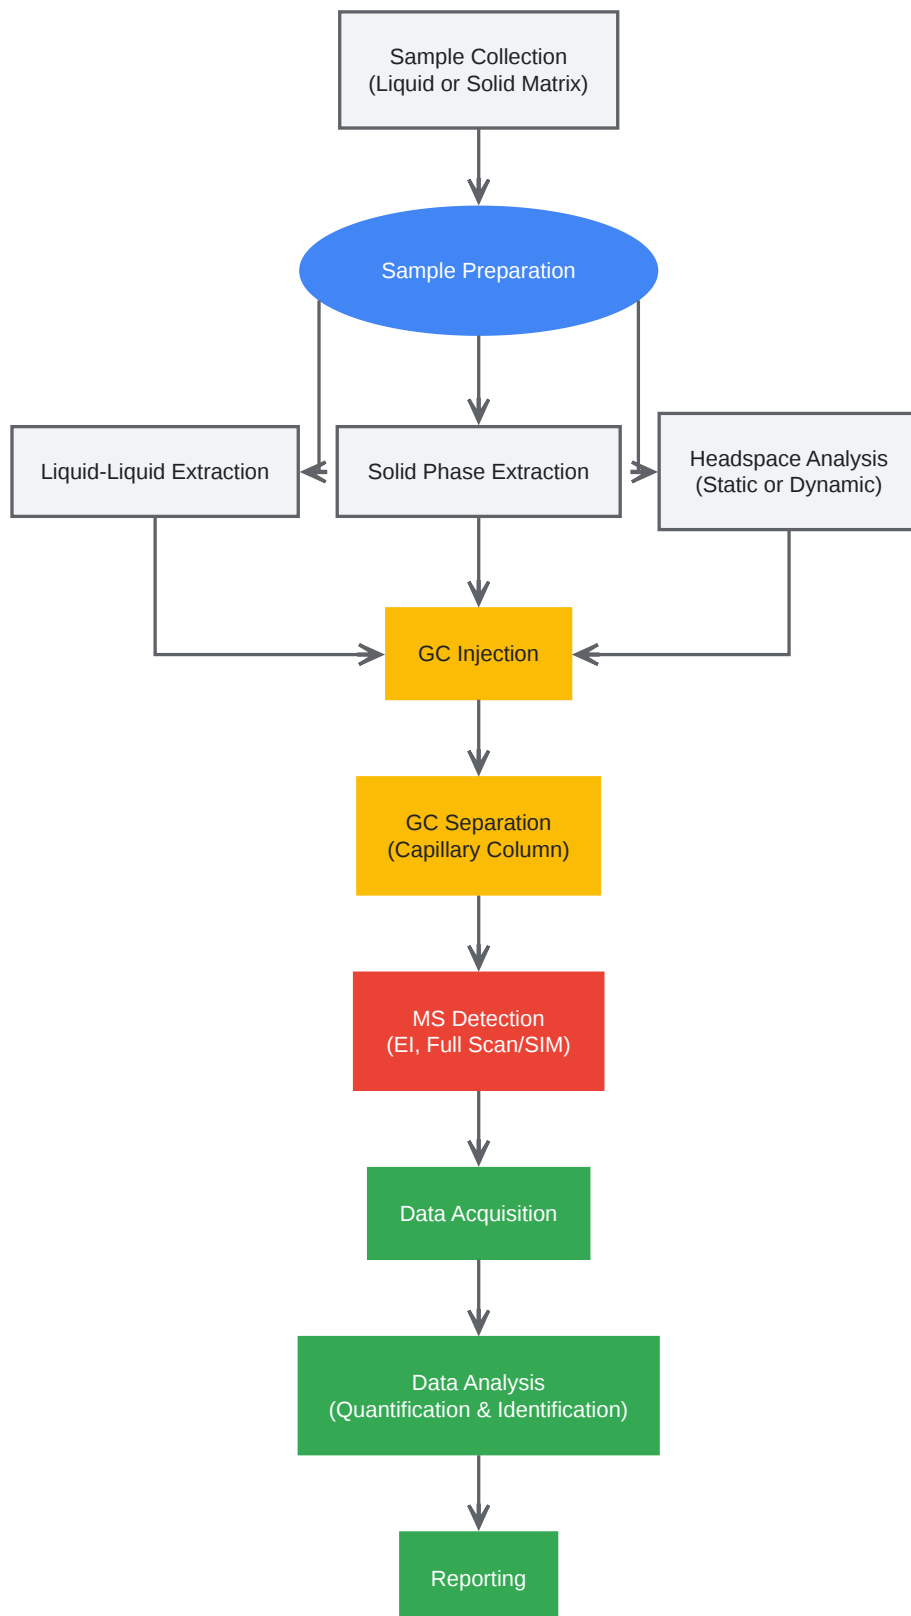 Sample Collection
(Liquid or Solid Matrix)
Sample Preparation
Liquid-Liquid Extraction
Solid Phase Extraction
Headspace Analysis
(Static or Dynamic)
GC Injection
GC Separation
(Capillary Column)
MS Detection
(EI, Full Scan/SIM)
Data Acquisition
Data Analysis
(Quantification & Identification)
Reporting